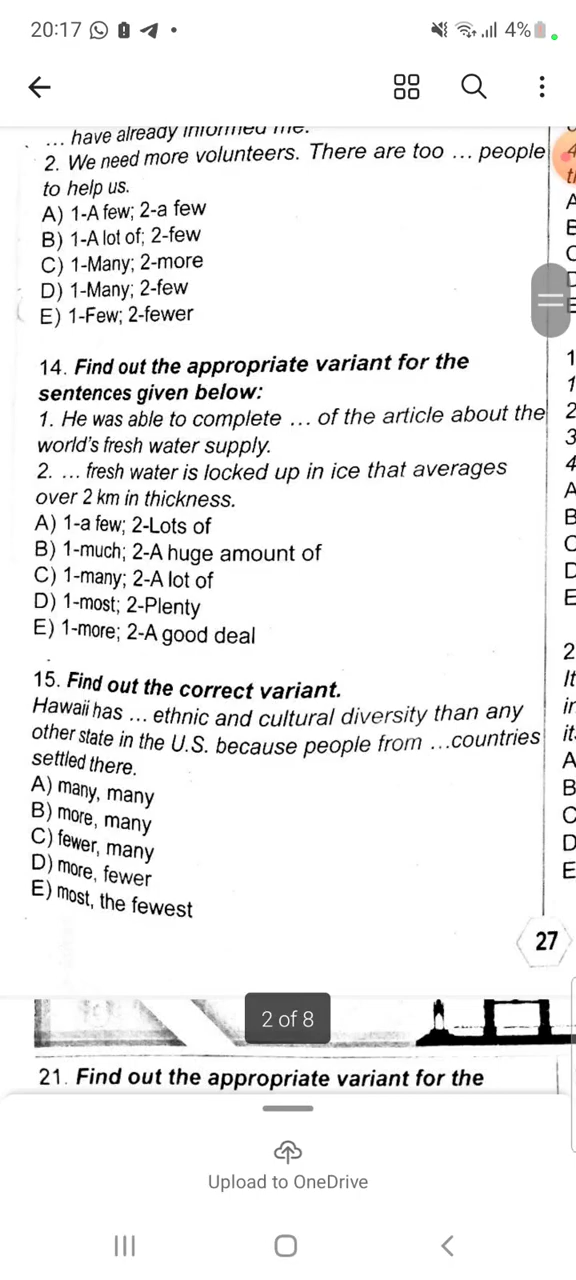 20:17
4%
... have already informed me.
2. We need more volunteers. There are too ... people
to help us.
A) 1-A few; 2-a few
B) 1-A lot of; 2-few
C) 1-Many; 2-more
D) 1-Many; 2-few
E) 1-Few; 2-fewer
14. Find out the appropriate variant for the
sentences given below:
1. He was able to complete ... of the article about the
world's fresh water supply.
2. ... fresh water is locked up in ice that averages
over 2 km in thickness.
A) 1-a few; 2-Lots of
B) 1-much; 2-A huge amount of
C) 1-many; 2-A lot of
D) 1-most; 2-Plenty
E) 1-more; 2-A good deal
15. Find out the correct variant.
Hawaii has ... ethnic and cultural diversity than any
other state in the U.S. because people from ...countries
settled there.
A) many, many
B) more, many
C) fewer, many
D) more, fewer
E) most, the fewest
27
2 of 8
21. Find out the appropriate variant for the
Upload to OneDrive